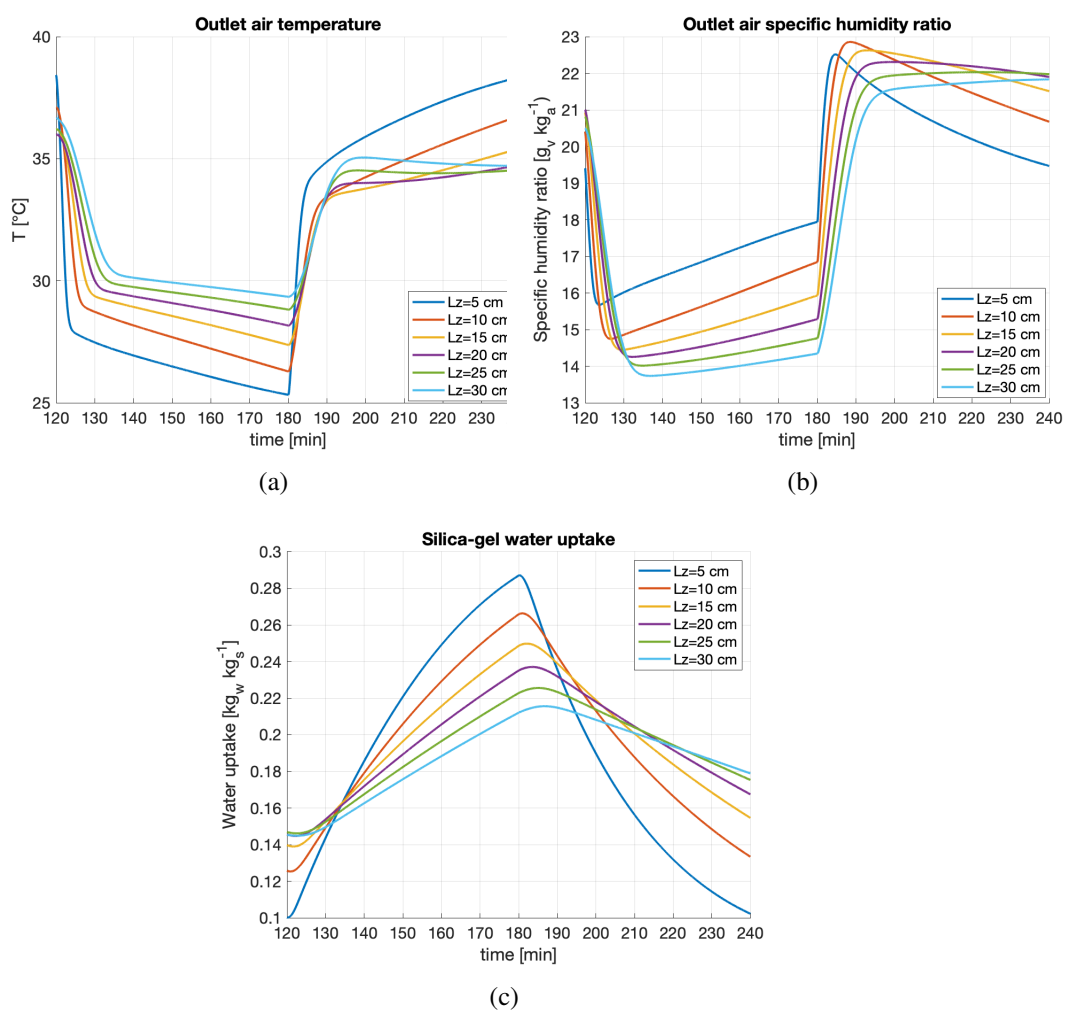 Outlet air temperature
40
35
30
25
T [°C]
120 130 140 150 160 170 180 190 200 210 220 230
time [min]
Lz=5 cm
Lz=10 cm
Lz=15 cm
Lz=20 cm
Lz=25 cm
Lz=30 cm
(a)
Outlet air specific humidity ratio
23
22
21
20
19
18
17
16
15
14
13
Specific humidity ratio [g_v kg_a^-1]
120 130 140 150 160 170 180 190 200 210 220 230 240
time [min]
Lz=5 cm
Lz=10 cm
Lz=15 cm
Lz=20 cm
Lz=25 cm
Lz=30 cm
(b)
Silica-gel water uptake
0.3
0.28
0.26
0.24
0.22
0.2
0.18
0.16
0.14
0.12
0.1
Water uptake [kg_w kg_s^-1]
120 130 140 150 160 170 180 190 200 210 220 230 240
time [min]
Lz=5 cm
Lz=10 cm
Lz=15 cm
Lz=20 cm
Lz=25 cm
Lz=30 cm
(c)